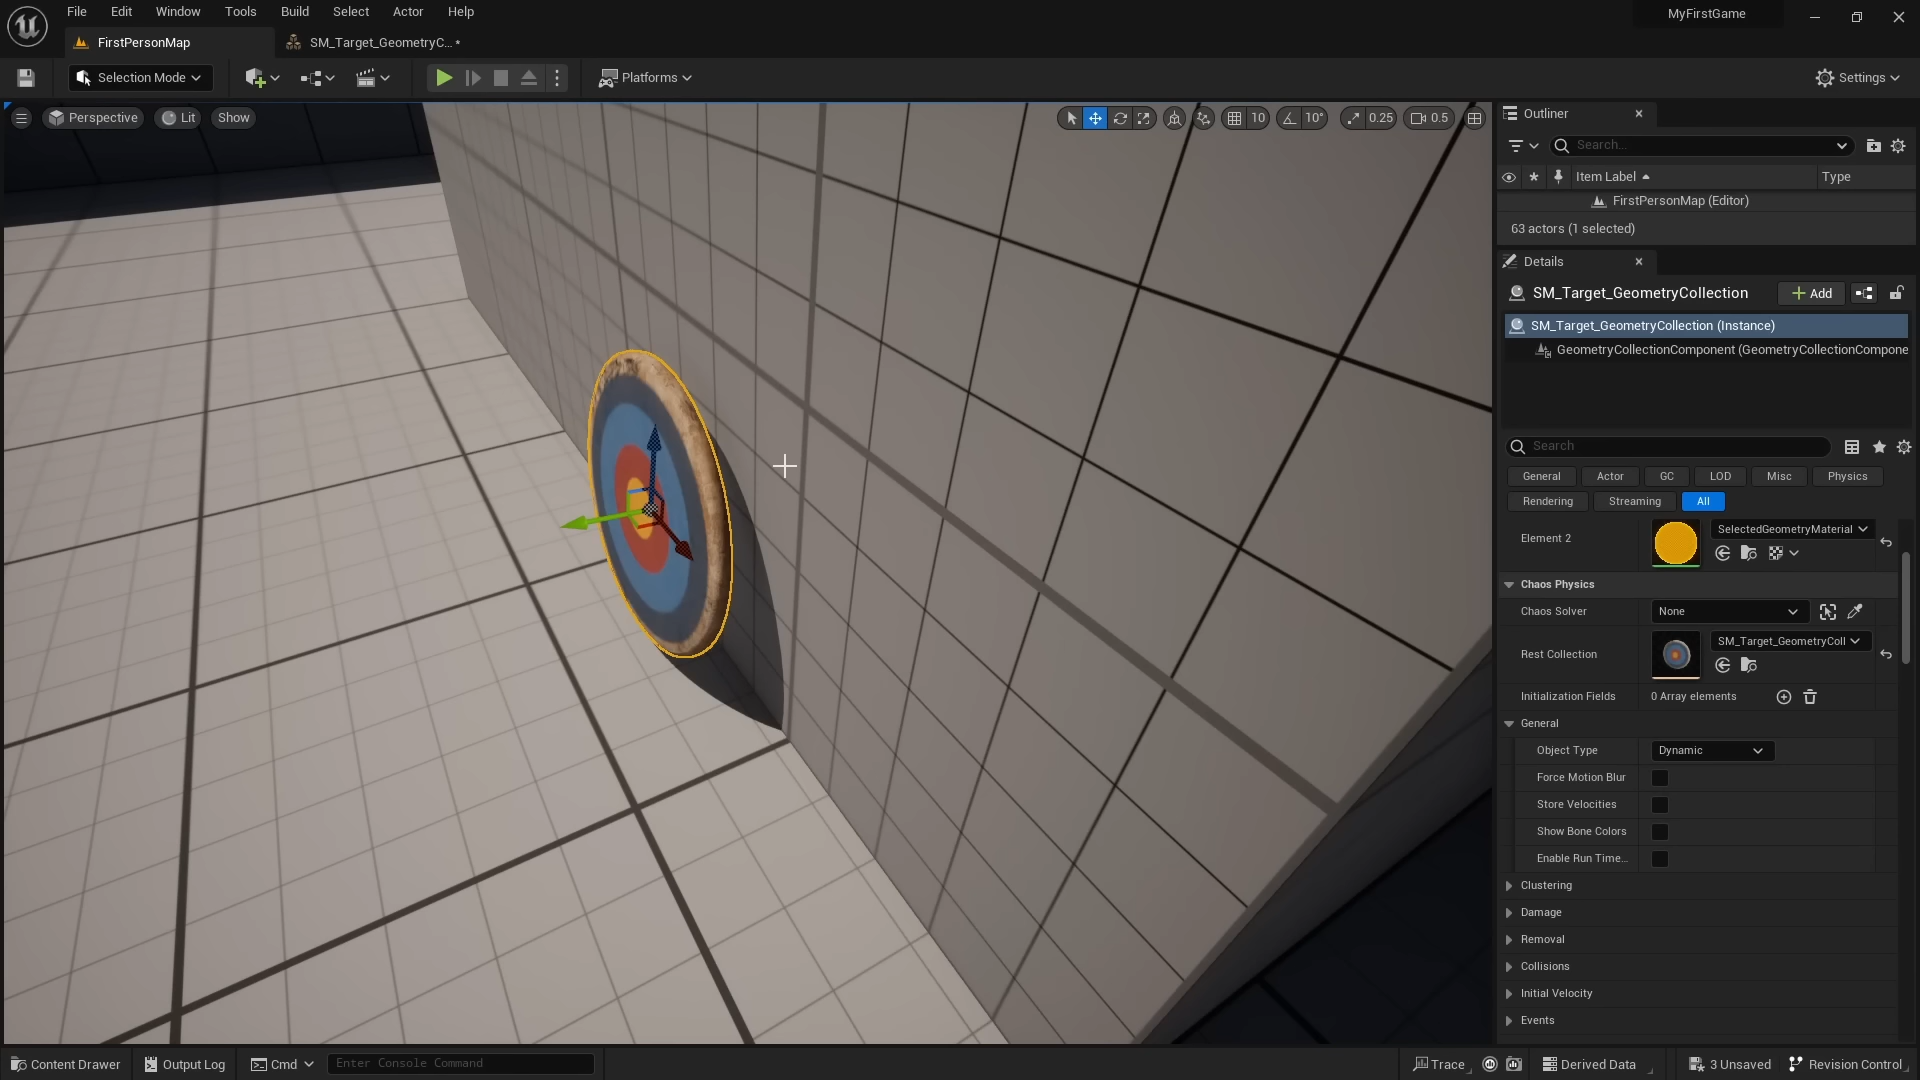 File Edit Window Tools Build Select Actor Help
MyFirstGame
FirstPersonMap
SM_Target_GeometryC... •
Selection Mode
Platforms
Settings
Perspective
Lit
Show
10
10°
0.25
0.5
Outliner
Search...
Item Label
Type
FirstPersonMap (Editor)
63 actors (1 selected)
Details
SM_Target_GeometryCollection
Add
SM_Target_GeometryCollection (Instance)
GeometryCollectionComponent (GeometryCollectionCompone
Search
General Actor GC LOD Misc Physics
Rendering Streaming All
Element 2
SelectedGeometryMaterial
Chaos Physics
Chaos Solver
None
Rest Collection
SM_Target_GeometryColl
Initialization Fields
0 Array elements
General
Object Type
Dynamic
Force Motion Blur
Store Velocities
Show Bone Colors
Enable Run Time...
Clustering
Damage
Removal
Collisions
Initial Velocity
Events
Content Drawer
Output Log
Cmd
Enter Console Command
Trace
Derived Data
3 Unsaved
Revision Control